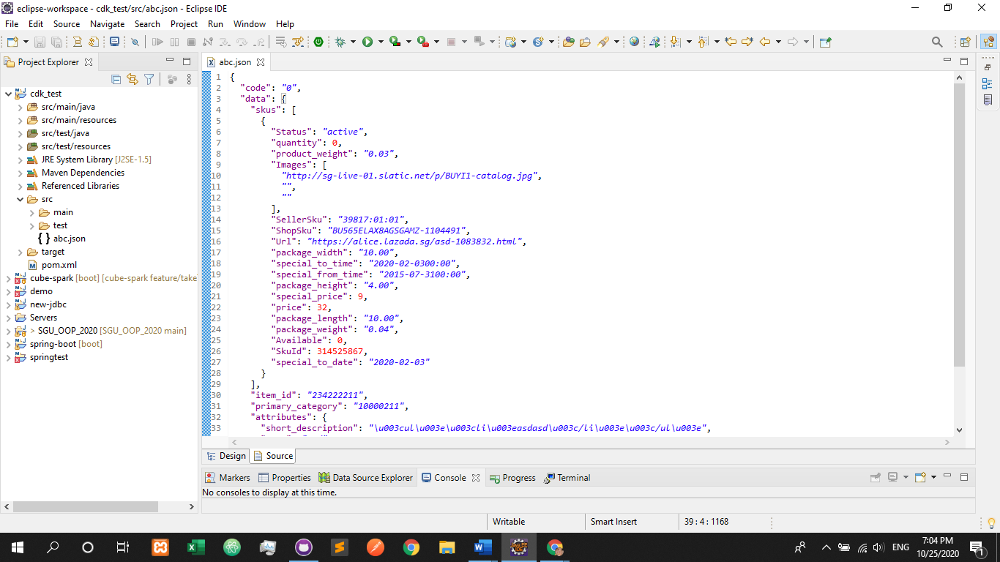 eclipse-workspace - cdk_test/src/abc.json - Eclipse IDE
File Edit Source Navigate Search Project Run Window Help
Project Explorer
cdk_test
src/main/java
src/main/resources
src/test/java
src/test/resources
JRE System Library [J2SE-1.5]
Maven Dependencies
Referenced Libraries
src
main
test
{ } abc.json
target
pom.xml
cube-spark [boot] [cube-spark feature/take
demo
new-jdbc
Servers
> SGU_OOP_2020 [SGU_OOP_2020 main]
spring-boot [boot]
springtest
abc.json
1 {
2 "code": "0",
3 "data": {
4 "skus": [
5 {
6 "Status": "active",
7 "quantity": 0,
8 "product_weight": "0.03",
9 "Images": [
10 "http://sg-live-01.slatic.net/p/BUYI1-catalog.jpg",
11 "",
12 ""
13 ],
14 "SellerSku": "39817:01:01",
15 "ShopSku": "BU565ELAX8AGSGAMZ-1104491",
16 "Url": "https://alice.lazada.sg/asd-1083832.html",
17 "package_width": "10.00",
18 "special_to_time": "2020-02-0300:00",
19 "special_from_time": "2015-07-3100:00",
20 "package_height": "4.00",
21 "special_price": 9,
22 "price": 32,
23 "package_length": "10.00",
24 "package_weight": "0.04",
25 "Available": 0,
26 "SkuId": 314525867,
27 "special_to_date": "2020-02-03"
28 }
29 ],
30 "item_id": "234222211",
31 "primary_category": "10000211",
32 "attributes": {
33 "short_description": "\u003cul\u003e\u003cli\u003easdasd\u003c/li\u003e\u003c/ul\u003e",
Design Source
Markers Properties Data Source Explorer Console Progress Terminal
No consoles to display at this time.
Writable Smart Insert 39 : 4 : 1168
ENG
7:04 PM
10/25/2020
1